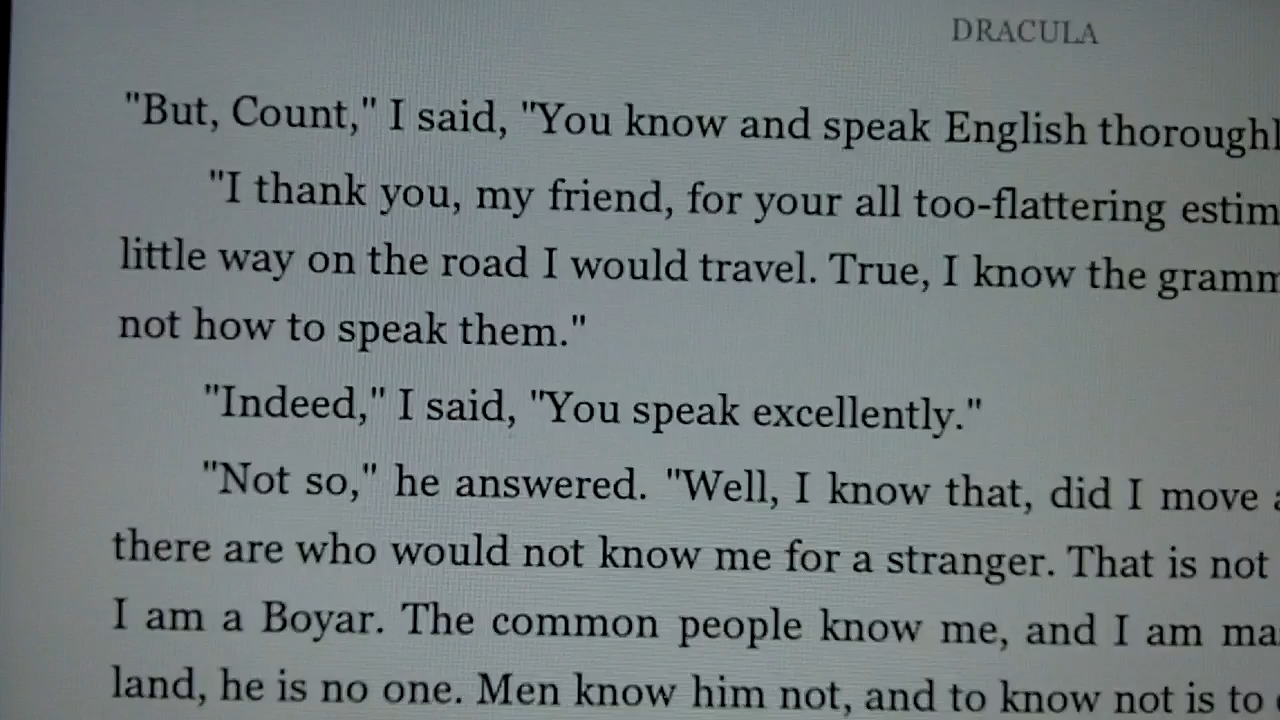 DRACULA
"But, Count," I said, "You know and speak English
"I thank you, my friend, for your all too-flattering
little way on the road I would travel. True, I know the
not how to speak them."
"Indeed," I said, "You speak excellently."
"Not so," he answered. "Well, I know that, did I move
there are who would not know me for a stranger. That is not
I am a Boyar. The common people know me, and I am
land, he is no one. Men know him not, and to know not is to